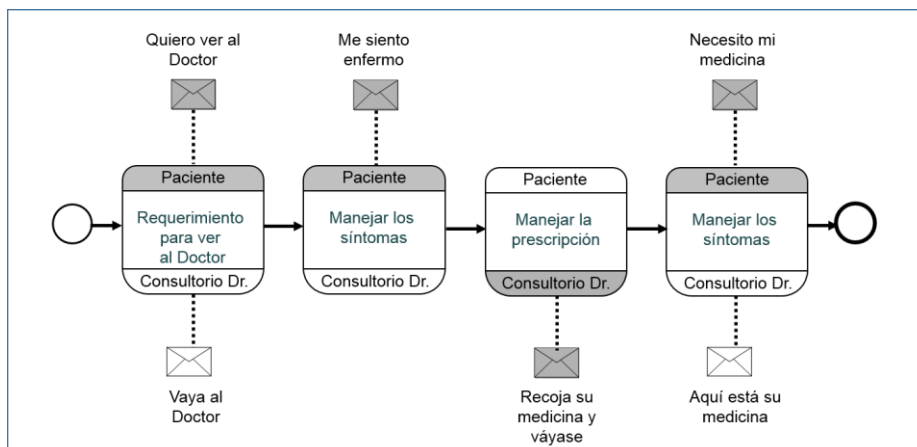 Quiero ver al
Doctor
Me siento
enfermo
Necesito mi
medicina
Paciente
Requerimiento
para ver
al Doctor
Consultorio Dr.
Paciente
Manejar los
síntomas
Consultorio Dr.
Paciente
Manejar la
prescripción
Consultorio Dr.
Paciente
Manejar los
síntomas
Consultorio Dr.
Vaya al
Doctor
Recoja su
medicina y
váyase
Aquí está su
medicina